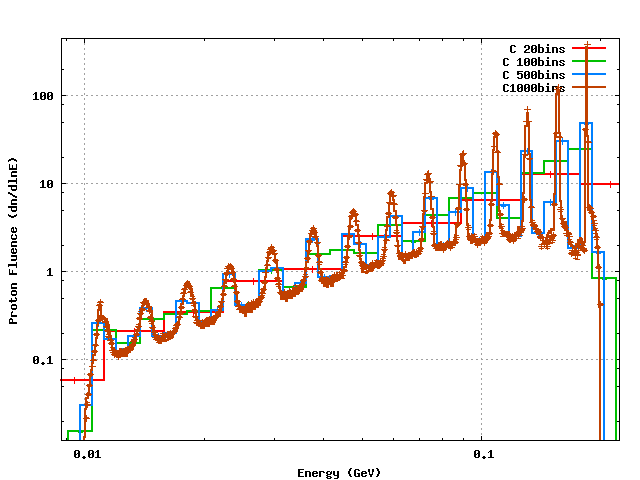 C 20bins
C 100bins
C 500bins
C1000bins
100
10
1
0.1
0.01
0.1
Proton Fluence (dn/dlnE)
Energy (GeV)